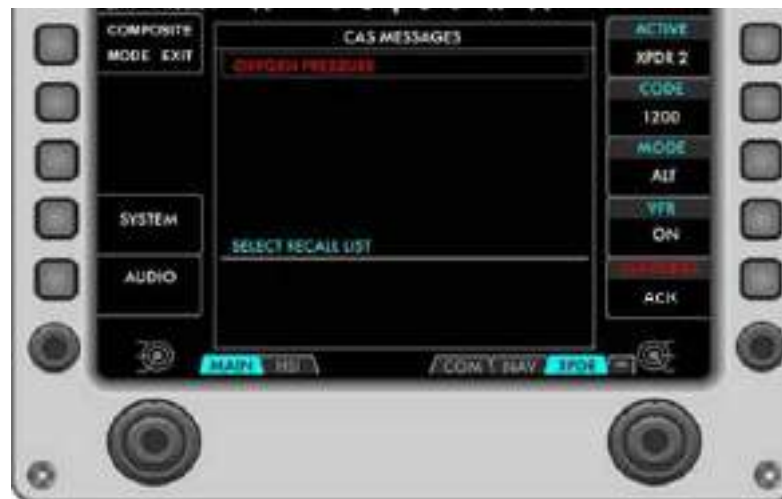 COMPOSITE
MODE EXIT
SYSTEM
AUDIO
CAS MESSAGES
OXYGEN PRESSURE
SELECT RECALL LIST
ACTIVE
XPDR 2
CODE
1200
MODE
ALT
VFR
ON
ACK
MAIN
COM
NAV
XPDR